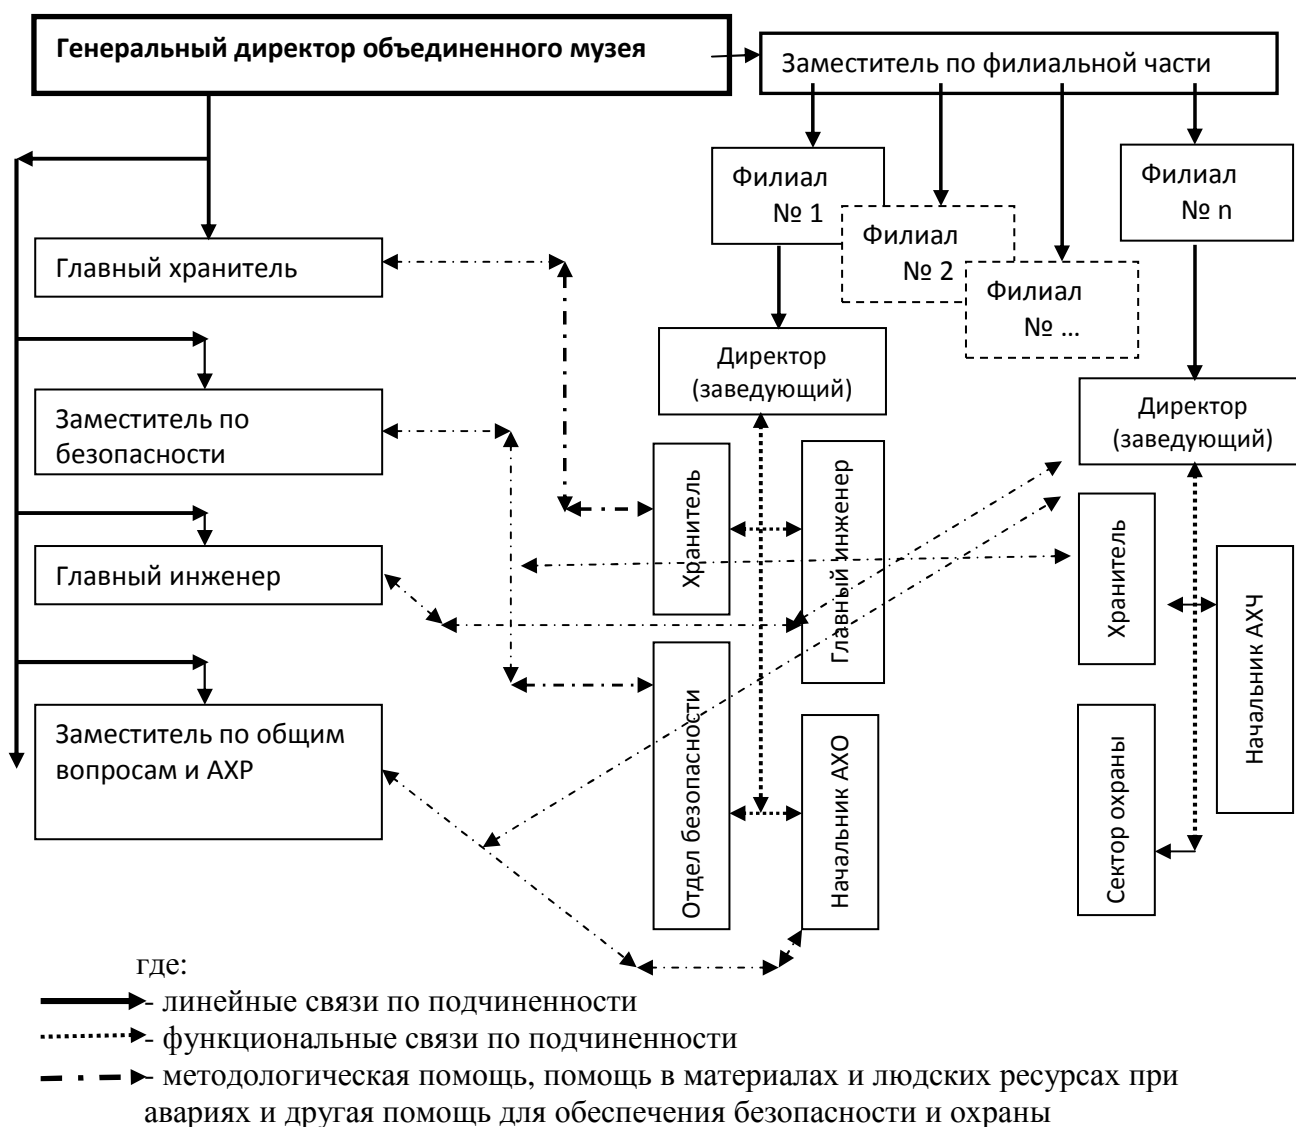 Генеральный директор объединенного музея
Заместитель по филиальной части
Филиал
№ 1
Филиал
№ 2
Филиал
№ ...
Филиал
№ n
Главный хранитель
Заместитель по
безопасности
Главный инженер
Заместитель по общим
вопросам и АХР
Директор
(заведующий)
Хранитель
Главный инженер
Отдел безопасности
Начальник АХО
Директор
(заведующий)
Хранитель
Начальник АХЧ
Сектор охраны
где:
- линейные связи по подчиненности
- функциональные связи по подчиненности
- методологическая помощь, помощь в материалах и людских ресурсах при
авариях и другая помощь для обеспечения безопасности и охраны